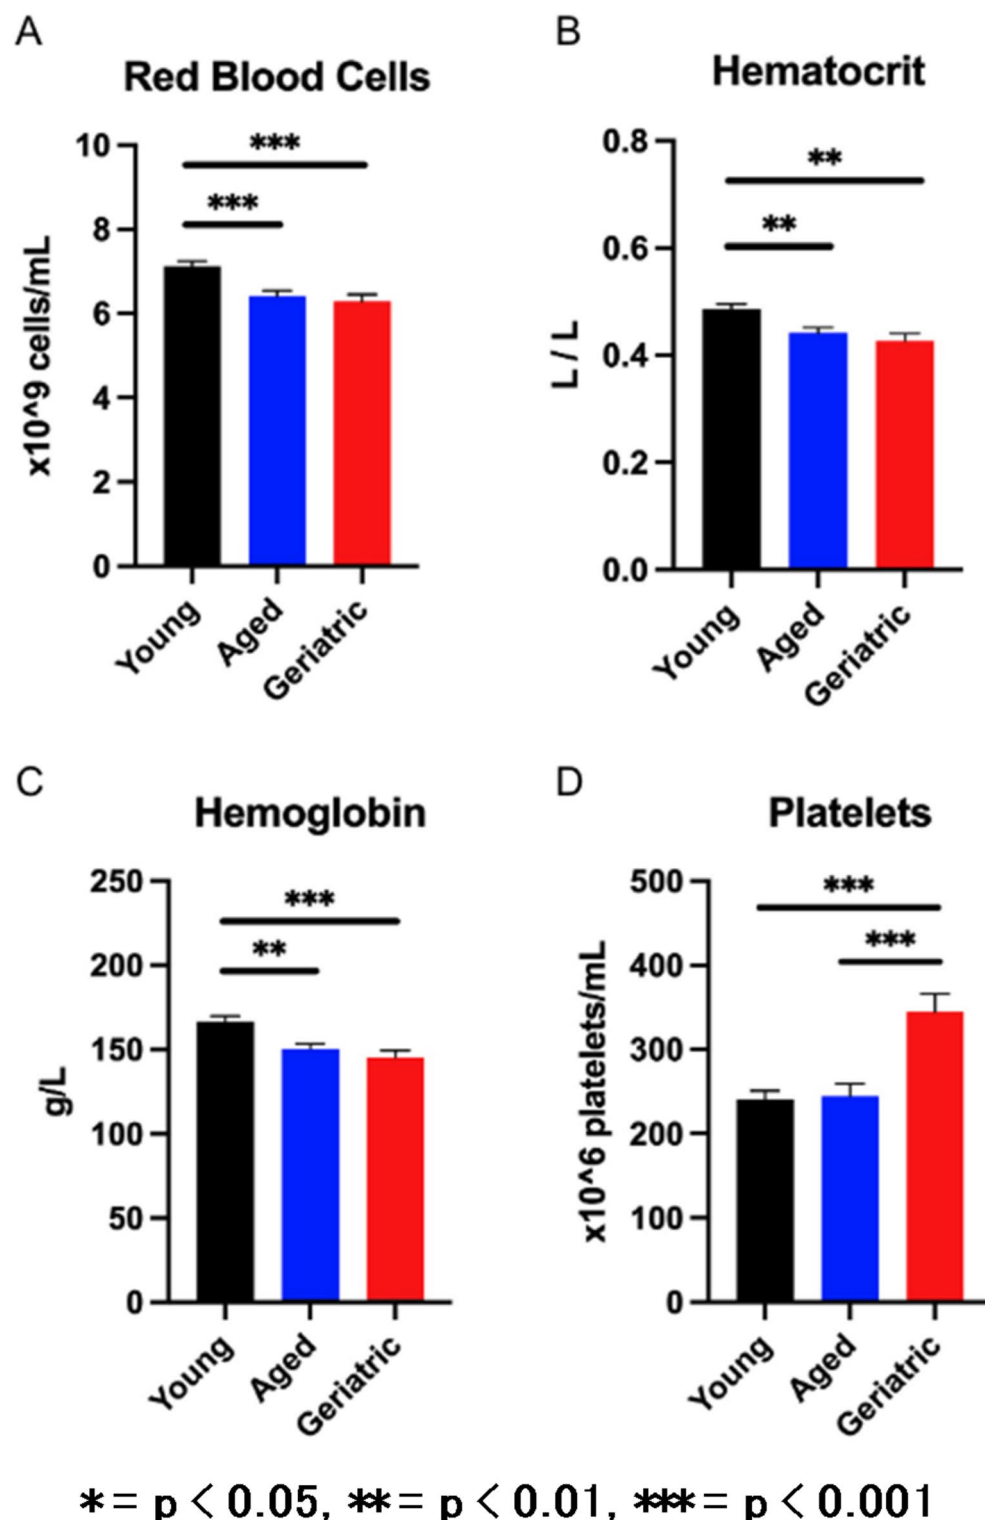 A
Red Blood Cells
x10^9 cells/mL
10
8
6
4
2
0
***
***
Young
Aged
Geriatric
B
Hematocrit
L / L
0.8
0.6
0.4
0.2
0.0
**
**
Young
Aged
Geriatric
C
Hemoglobin
g/L
250
200
150
100
50
0
***
**
Young
Aged
Geriatric
D
Platelets
x10^6 platelets/mL
500
400
300
200
100
0
***
***
Young
Aged
Geriatric
*= p < 0.05, **= p < 0.01, ***= p < 0.001